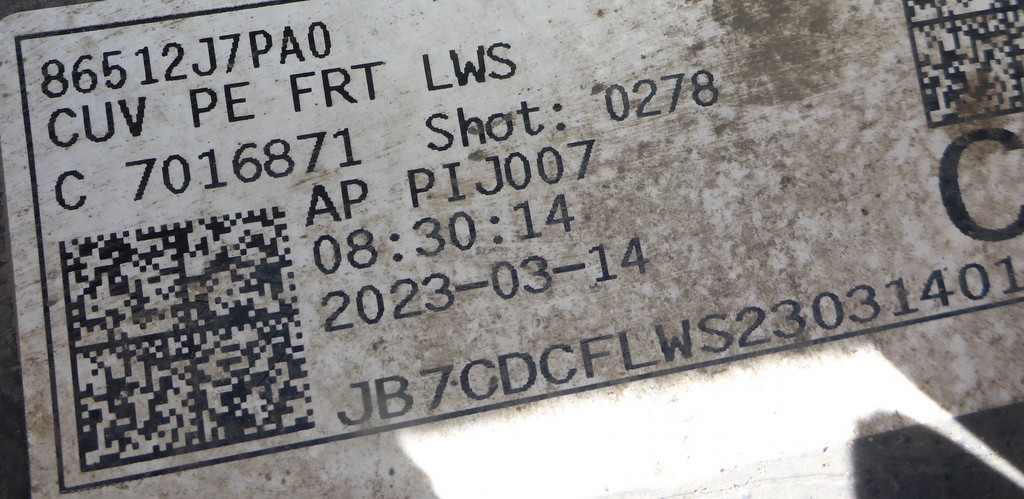 86512J7PA0
CUV PE FRT LWS
C 7016871 Shot: 0278
AP PIJ007
08:30:14
2023-03-14
JB7CDCFLWS23031401
C